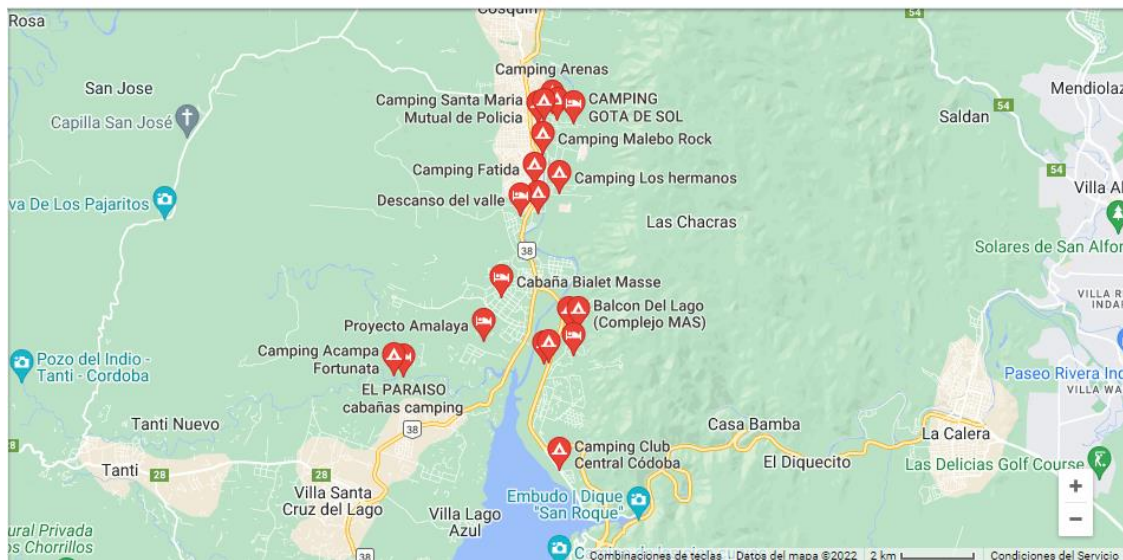 Rosa
Cosquín
54
San Jose
Camping Arenas
Mendiolaz
Capilla San José
Camping Santa Maria
Mutual de Policia
CAMPING
GOTA DE SOL
Saldan
Camping Malebo Rock
54
Camping Fatida
Camping Los hermanos
va De Los Pajaritos
Descanso del valle
Villa Al
Las Chacras
Solares de San Alfon
38
Cabaña Bialet Masse
VILLA R
INDAR
Balcon Del Lago
(Complejo MAS)
Proyecto Amalaya
Camping Acampa
Fortunata
Pozo del Indio -
Tanti - Cordoba
Paseo Rivera Ind
EL PARAISO
cabañas camping
VILLA WA
Tanti Nuevo
38
Casa Bamba
La Calera
28
Tanti
28
Camping Club
Central Códoba
El Diquecito
Las Delicias Golf Course
Villa Santa
Cruz del Lago
Embudo | Dique
"San Roque"
Villa Lago
Azul
+
−
ural Privada
os Chorrillos
Combinaciones de teclas
Datos del mapa ©2022
2 km
Condiciones del Servicio